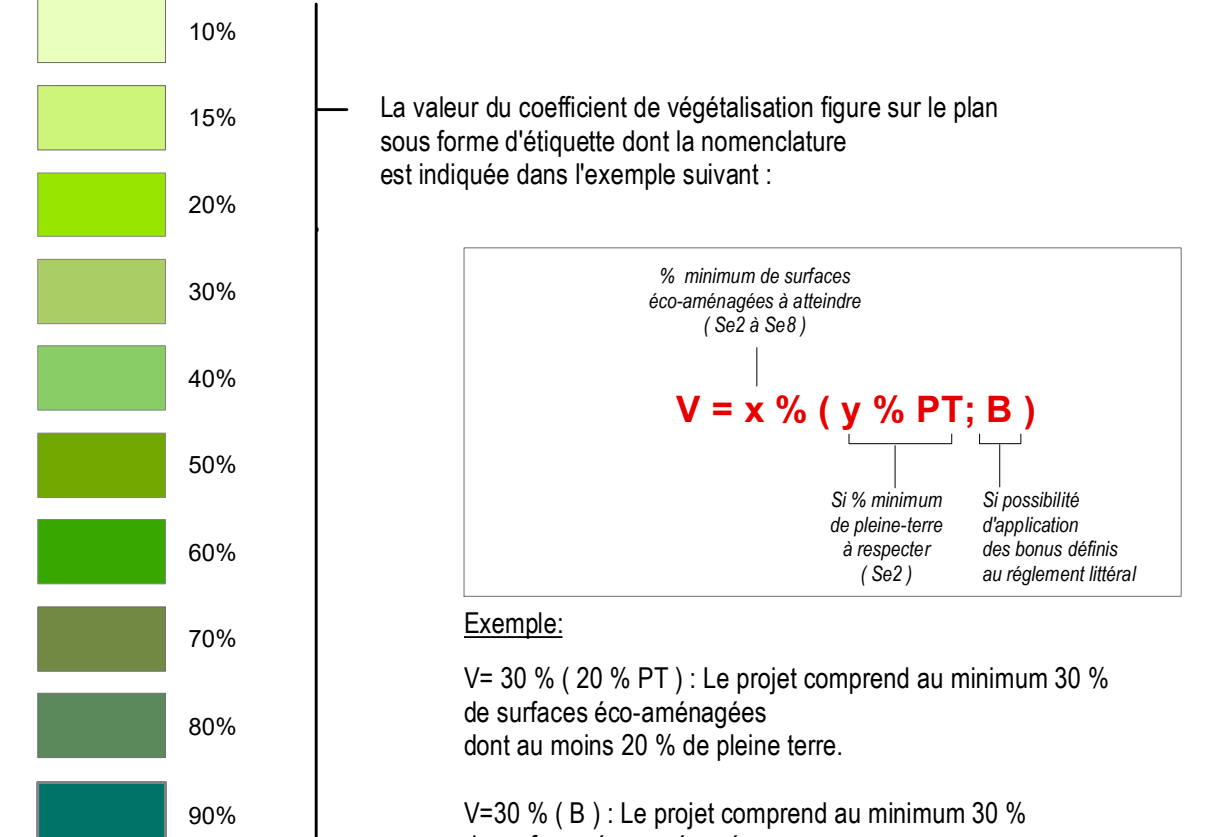 10%
15%
20%
30%
40%
50%
60%
70%
80%
90%
La valeur du coefficient de végétalisation figure sur le plan
sous forme d'étiquette dont la nomenclature
est indiquée dans l'exemple suivant :
% minimum de surfaces
éco-aménagées à atteindre
( Se2 à Se8 )
V = x % ( y % PT; B )
Si % minimum
de pleine-terre
à respecter
( Se2 )
Si possibilité
d'application
des bonus définis
au réglement littéral
Exemple:
V= 30 % ( 20 % PT ) : Le projet comprend au minimum 30 %
de surfaces éco-aménagées
dont au moins 20 % de pleine terre.
V=30 % ( B ) : Le projet comprend au minimum 30 %